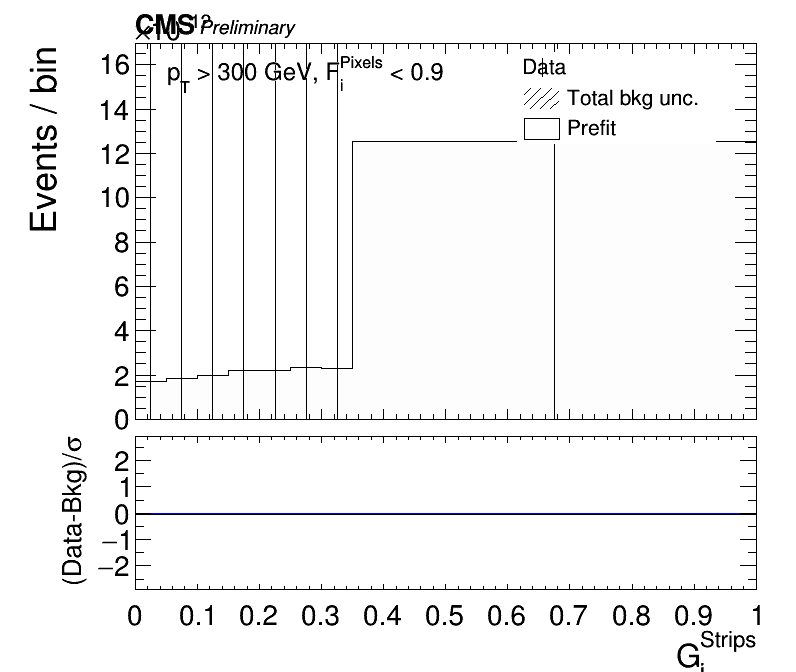 CMS Preliminary
×10¹²
Events / bin
16
14
12
10
8
6
4
2
0
p_T > 300 GeV, F_i^Pixels < 0.9
Data
Total bkg unc.
Prefit
(Data-Bkg)/σ
2
1
0
−1
−2
0 0.1 0.2 0.3 0.4 0.5 0.6 0.7 0.8 0.9 1
G_i^Strips